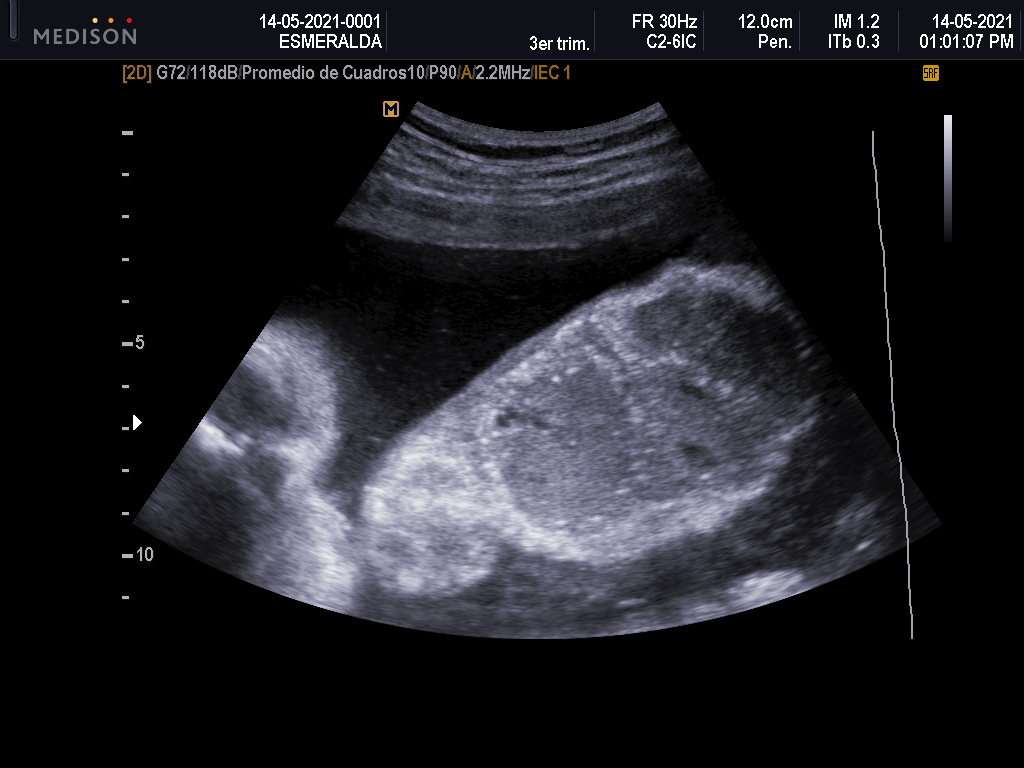 MEDISON
14-05-2021-0001
ESMERALDA
3er trim.
FR 30Hz
C2-6IC
12.0cm
Pen.
IM 1.2
ITb 0.3
14-05-2021
01:01:07 PM
[2D] G72/118dB/Promedio de Cuadros10/P90/A/2.2MHz/IEC 1
SRF
M
5
10